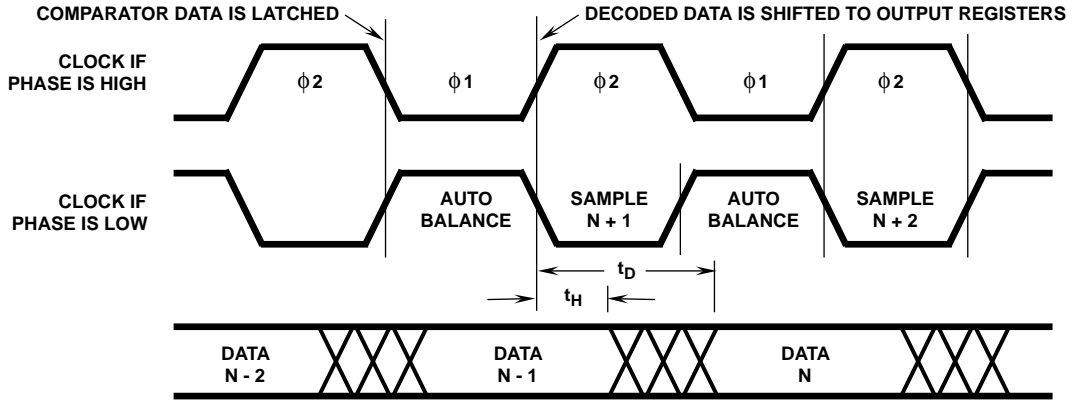 COMPARATOR DATA IS LATCHED
DECODED DATA IS SHIFTED TO OUTPUT REGISTERS
CLOCK IF
PHASE IS HIGH
ϕ2
ϕ1
ϕ2
ϕ1
ϕ2
CLOCK IF
PHASE IS LOW
AUTO
BALANCE
SAMPLE
N + 1
AUTO
BALANCE
SAMPLE
N + 2
tD
tH
DATA
N - 2
DATA
N - 1
DATA
N